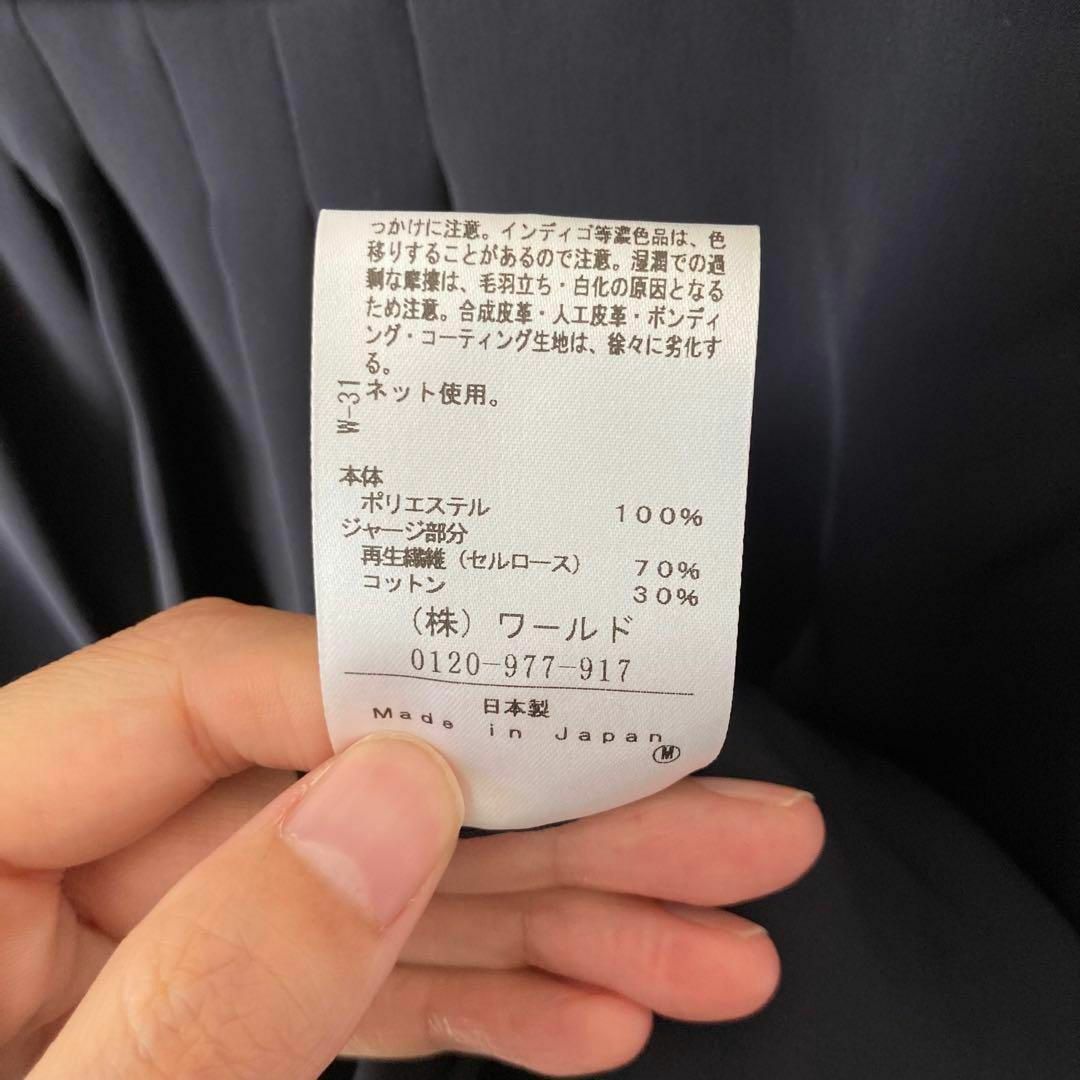 っかけに注意。インディゴ等濃色品は、色
移りすることがあるので注意。湿潤での過
剰な摩擦は、毛羽立ち・白化の原因となる
ため注意。合成皮革・人工皮革・ボンディ
ング・コーティング生地は、徐々に劣化す
る。
ネット使用。
W-31
本体
ポリエステル 100%
ジャージ部分
再生繊維(セルロース) 70%
コットン 30%
(株)ワールド
0120-977-917
日本製
Made in Japan
M